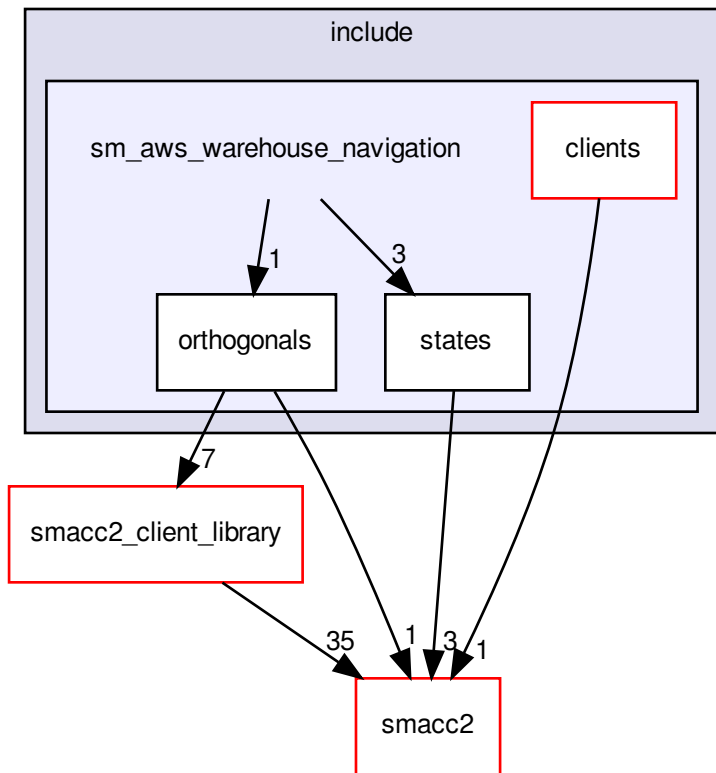 include
sm_aws_warehouse_navigation
clients
1
3
orthogonals
states
7
smacc2_client_library
35
1
3
1
smacc2